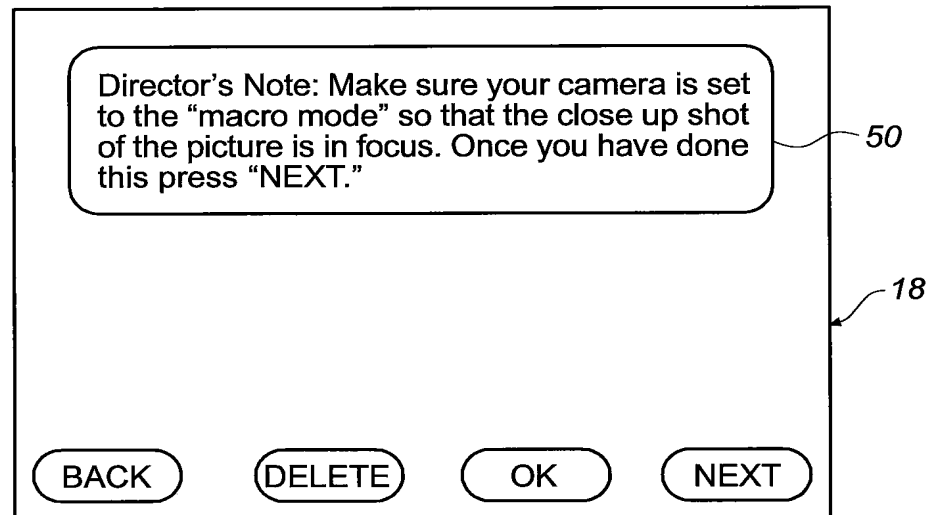 Director's Note: Make sure your camera is set
to the “macro mode” so that the close up shot
of the picture is in focus. Once you have done
this press “NEXT.”
50
18
BACK DELETE OK NEXT